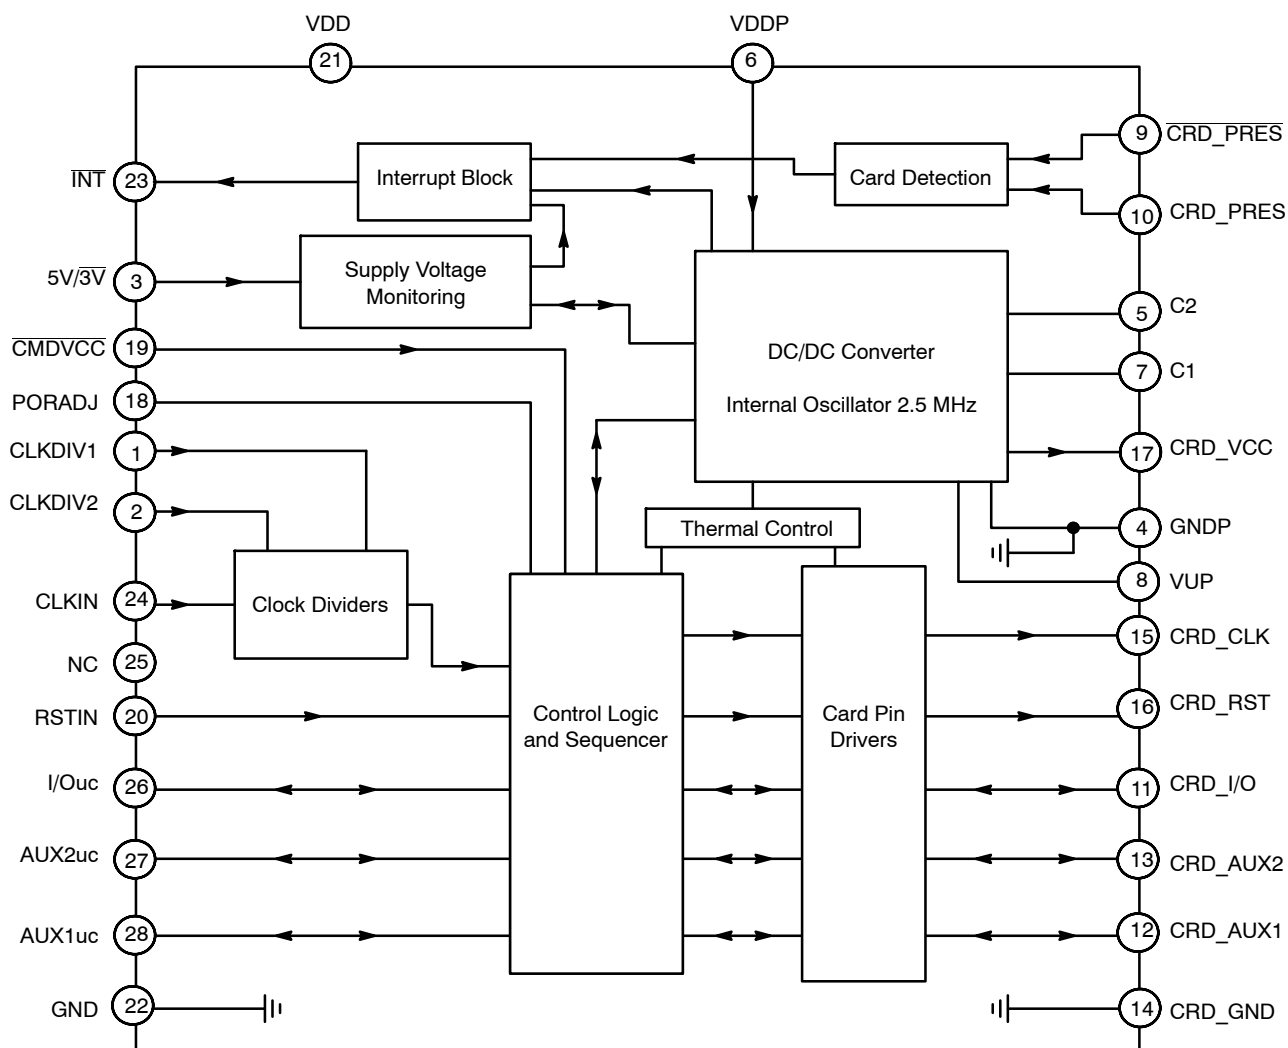 VDD
VDDP
21
6
INT
23
Interrupt Block
Card Detection
9
CRD_PRES
10
CRD_PRES
5V/3V
3
Supply Voltage
Monitoring
5
C2
CMDVCC
19
DC/DC Converter
Internal Oscillator 2.5 MHz
7
C1
PORADJ
18
CLKDIV1
1
17
CRD_VCC
CLKDIV2
2
Thermal Control
4
GNDP
8
VUP
CLKIN
24
Clock Dividers
15
CRD_CLK
NC
25
RSTIN
20
Control Logic
and Sequencer
Card Pin
Drivers
16
CRD_RST
I/Ouc
26
11
CRD_I/O
AUX2uc
27
13
CRD_AUX2
AUX1uc
28
12
CRD_AUX1
GND
22
14
CRD_GND